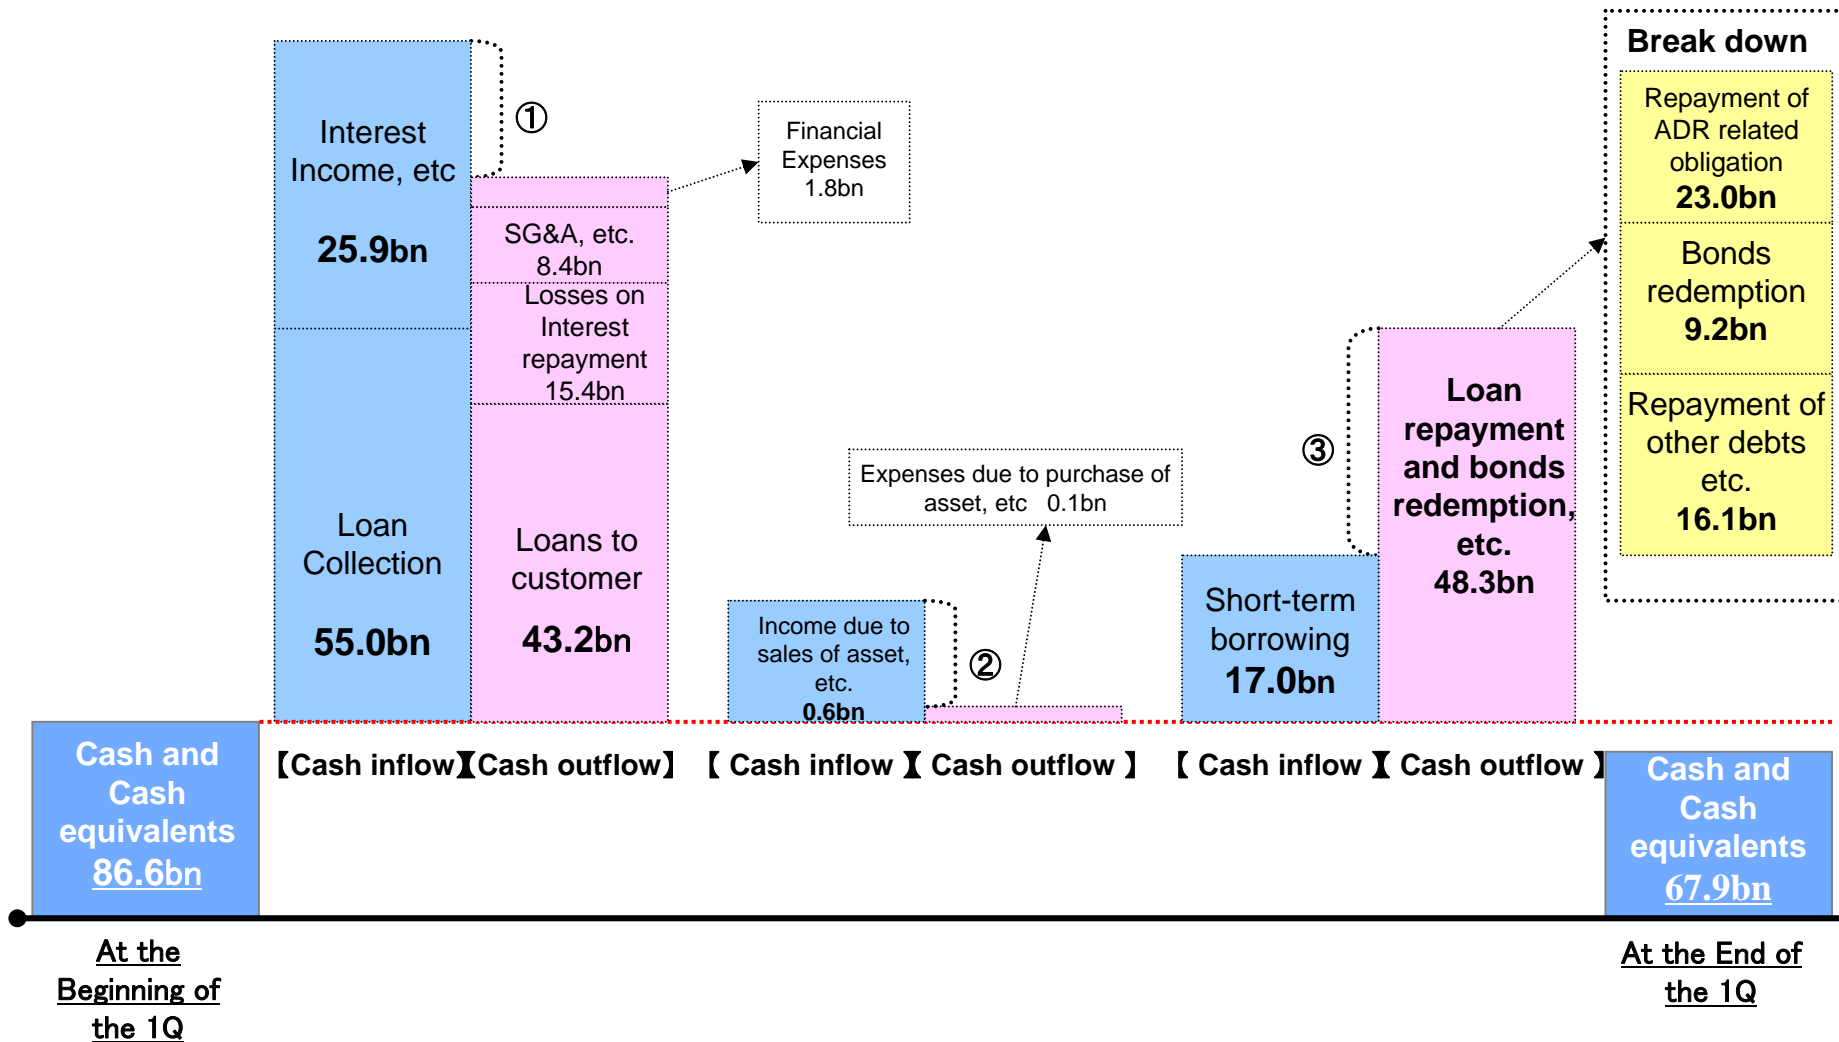 Interest
Income, etc
25.9bn
Loan
Collection
55.0bn
①
SG&A, etc.
8.4bn
Losses on
Interest
repayment
15.4bn
Loans to
customer
43.2bn
Financial
Expenses
1.8bn
Income due to
sales of asset,
etc.
0.6bn
②
Expenses due to purchase of
asset, etc 0.1bn
Short-term
borrowing
17.0bn
③
Loan
repayment
and bonds
redemption,
etc.
48.3bn
Break down
Repayment of
ADR related
obligation
23.0bn
Bonds
redemption
9.2bn
Repayment of
other debts
etc.
16.1bn
【Cash inflow】【Cash outflow】
【 Cash inflow 】【 Cash outflow 】
【 Cash inflow 】【 Cash outflow 】
Cash and
Cash
equivalents
86.6bn
Cash and
Cash
equivalents
67.9bn
At the
Beginning of
the 1Q
At the End of
the 1Q